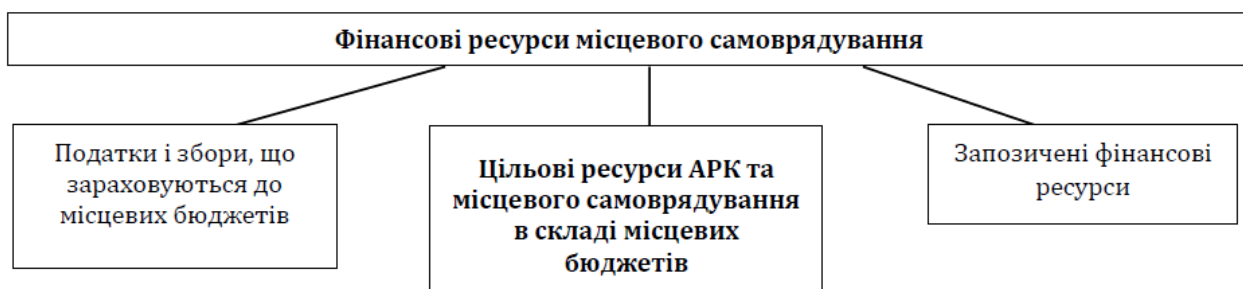 Фінансові ресурси місцевого самоврядування
Податки і збори, що
зараховуються до
місцевих бюджетів
Цільові ресурси АРК та
місцевого самоврядування
в складі місцевих
бюджетів
Запозичені фінансові
ресурси